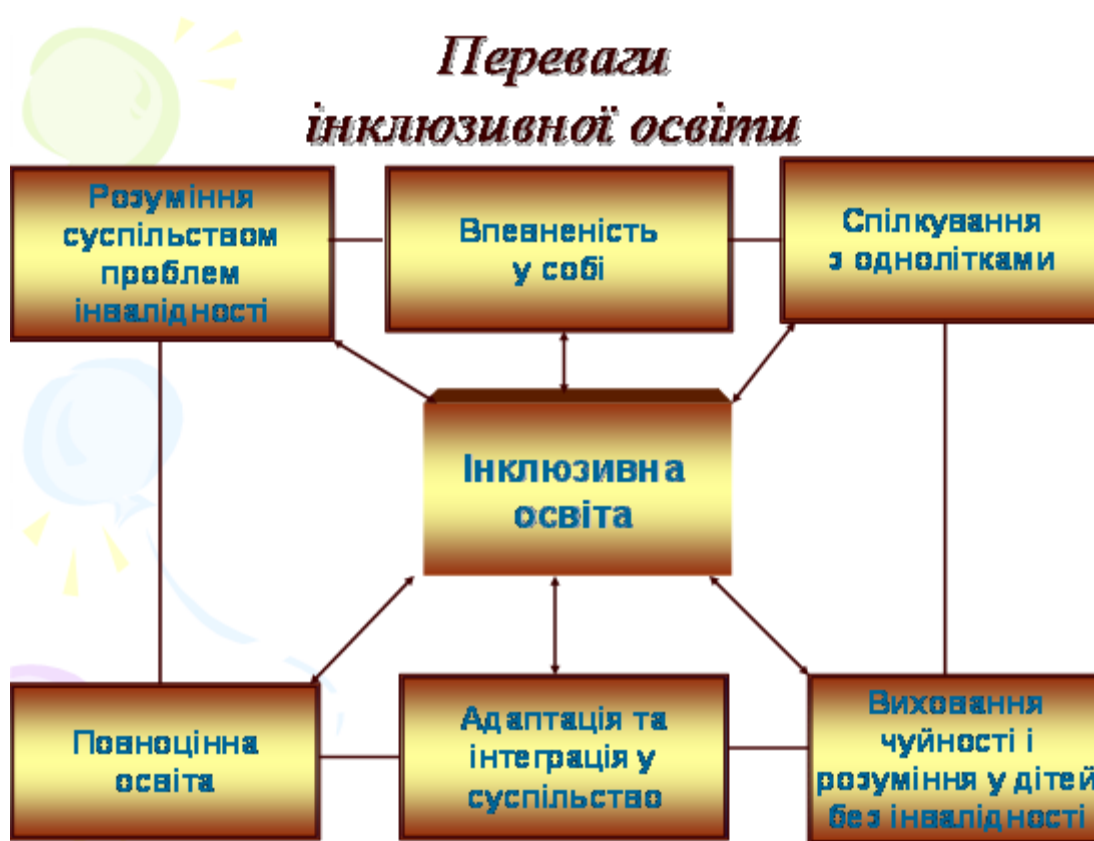 Переваги
інклюзивної освіти
Розуміння
суспільством
проблем
інвалідності
Впевненість
у собі
Спілкування
з однолітками
Інклюзивна
освіта
Повноцінна
освіта
Адаптація та
інтеграція у
суспільство
Виховання
чуйності і
розуміння у дітей
без інвалідності